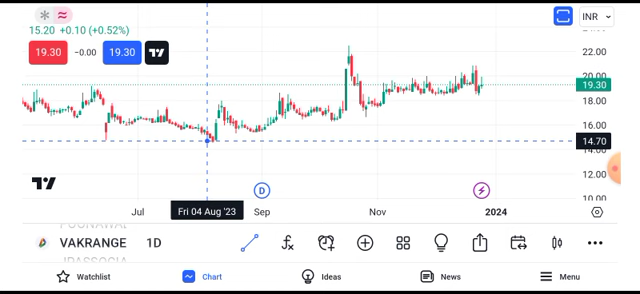 15.20 +0.10 (+0.52%)
19.30 −0.00 19.30
INR
22.00
20.00
19.30
18.00
16.00
14.70
14.00
12.00
10.00
D
Jul Fri 04 Aug '23 Sep Nov 2024
VAKRANGE 1D
Watchlist Chart Ideas News Menu